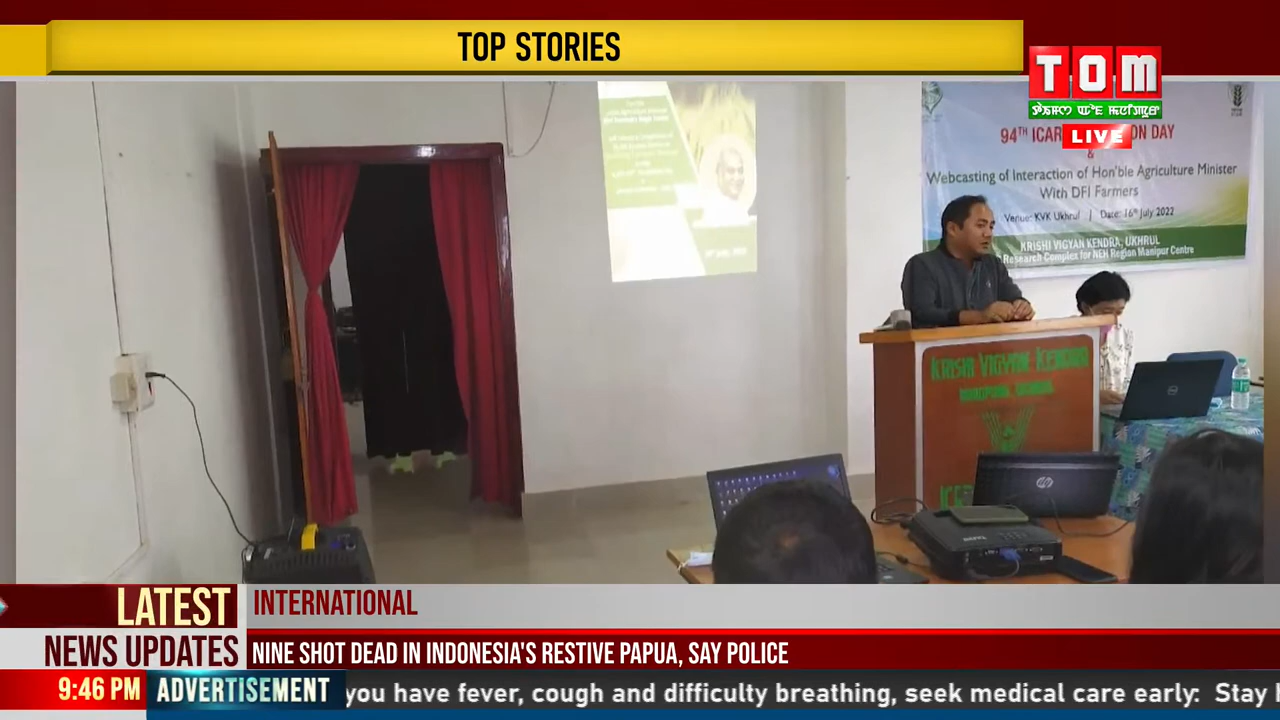 TOP STORIES
TOM
LIVE
94TH ICAR ON DAY
&
Webcasting of Interaction of Hon'ble Agriculture Minister
With DFI Farmers
Venue: KVK Ukhrul | Date: 16th July 2022
KRISHI VIGYAN KENDRA, UKHRUL
Research Complex for NEH Region Manipur Centre
KRISHI VIGYAN KENDRA
hp
LATEST
NEWS UPDATES
INTERNATIONAL
NINE SHOT DEAD IN INDONESIA'S RESTIVE PAPUA, SAY POLICE
9:46 PM
ADVERTISEMENT
you have fever, cough and difficulty breathing, seek medical care early: Stay